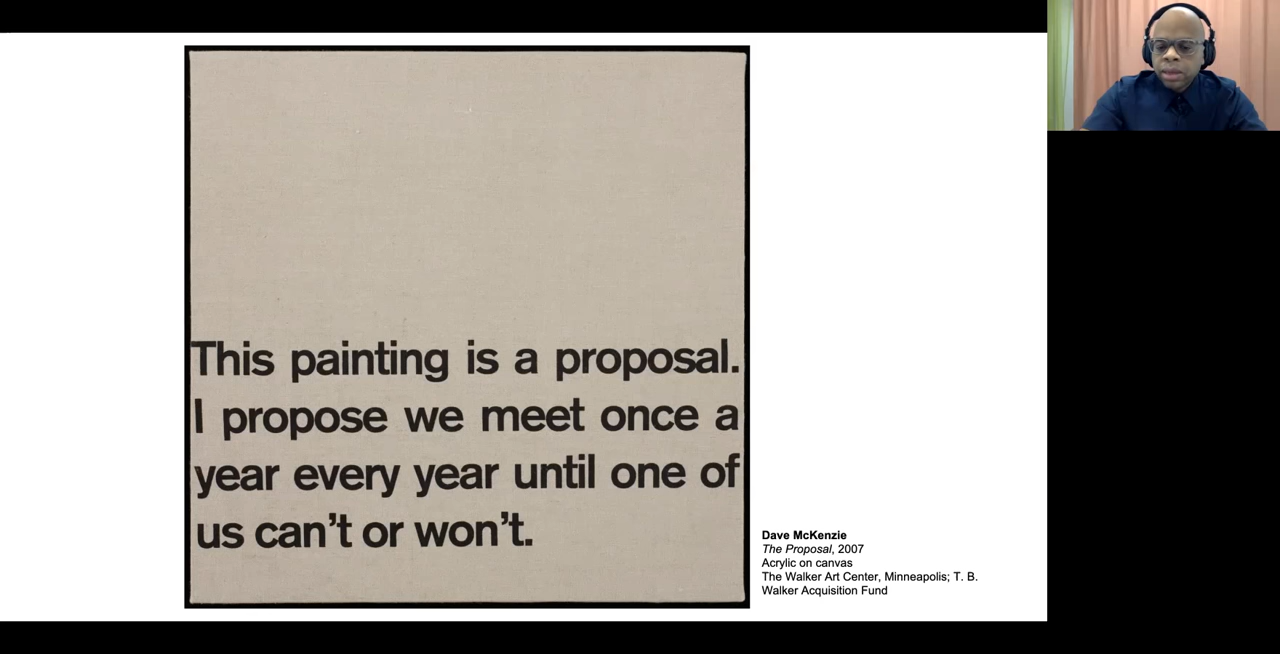 This painting is a proposal.
I propose we meet once a
year every year until one of
us can't or won't.
Dave McKenzie
The Proposal, 2007
Acrylic on canvas
The Walker Art Center, Minneapolis; T. B.
Walker Acquisition Fund